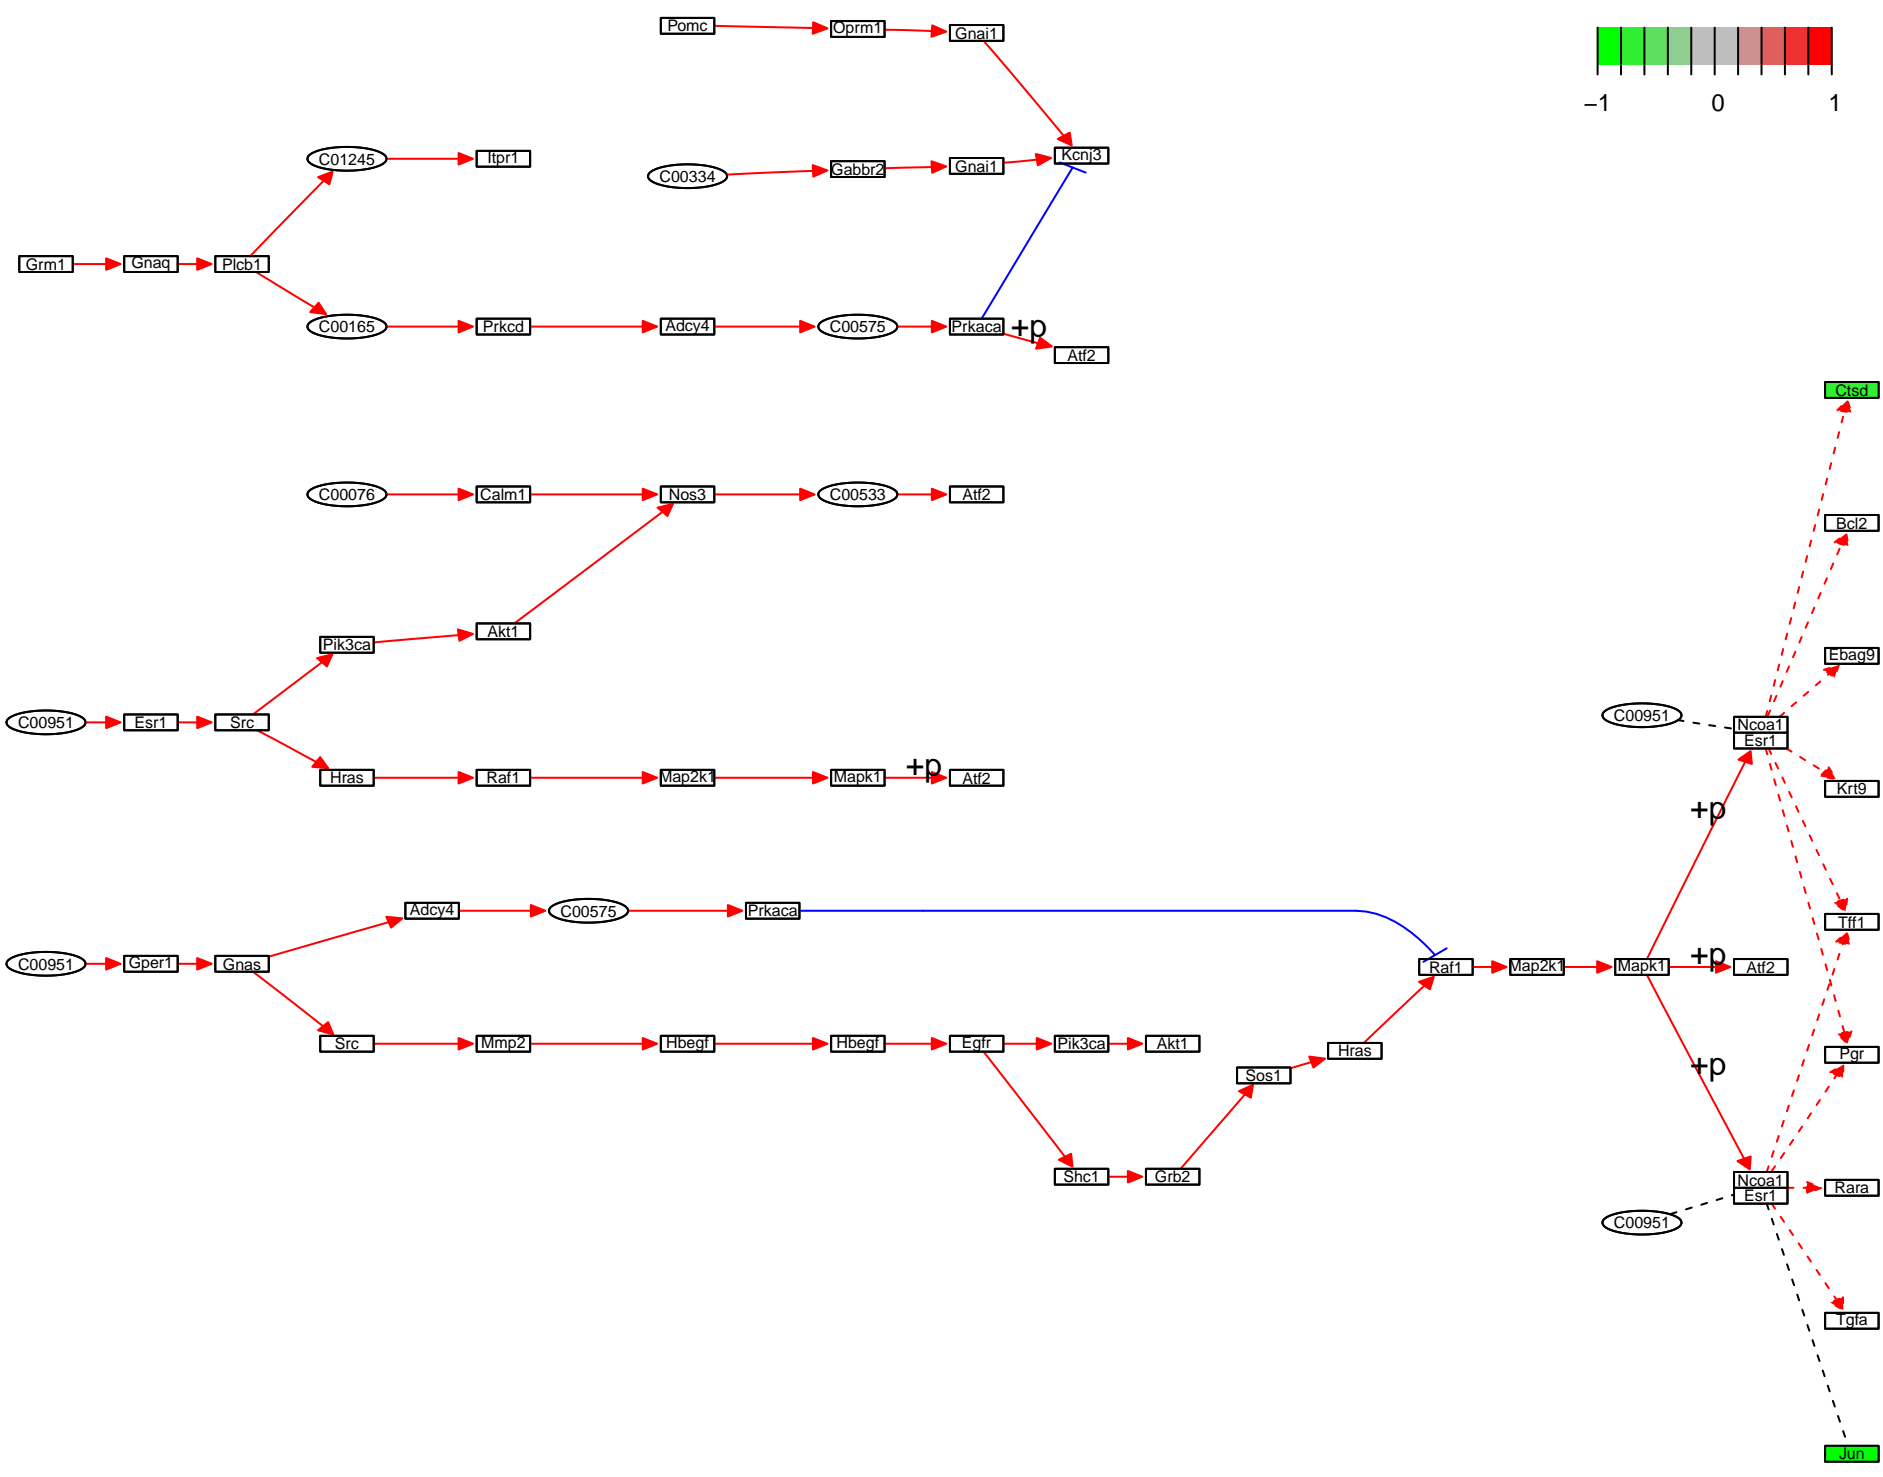 Pomc
Oprm1
Gnai1
−1
0
1
C01245
Itpr1
C00334
Gabbr2
Gnai1
Kcnj3
Grm1
Gnaq
Plcb1
C00165
Prkcd
Adcy4
C00575
Prkaca
+p
Atf2
Ctsd
C00076
Calm1
Nos3
C00533
Atf2
Bcl2
Pik3ca
Akt1
Ebag9
C00951
Esr1
Src
C00951
Ncoa1
Esr1
Hras
Raf1
Map2k1
Mapk1
+p
Atf2
Krt9
+p
Adcy4
C00575
Prkaca
Tff1
C00951
Gper1
Gnas
Raf1
Map2k1
Mapk1
+p
Atf2
Src
Mmp2
Hbegf
Hbegf
Egfr
Pik3ca
Akt1
Hras
Pgr
Sos1
+p
Shc1
Grb2
Ncoa1
Esr1
Rara
C00951
Tgfa
Jun